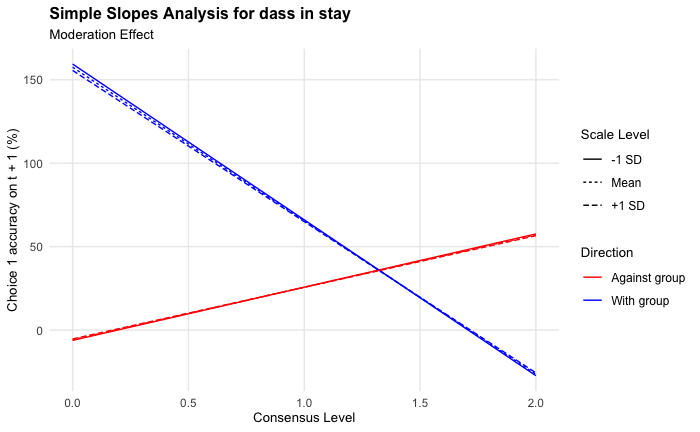 Simple Slopes Analysis for dass in stay
Moderation Effect
Choice 1 accuracy on t + 1 (%)
150
100
50
0
0.0
0.5
1.0
1.5
2.0
Consensus Level
Scale Level
-1 SD
Mean
+1 SD
Direction
Against group
With group